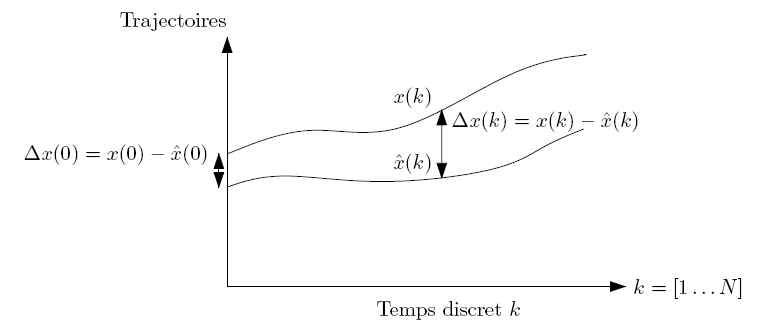 Trajectoires
x(k)
Δx(k) = x(k) − x̂(k)
Δx(0) = x(0) − x̂(0)
x̂(k)
k = [1 . . . N]
Temps discret k